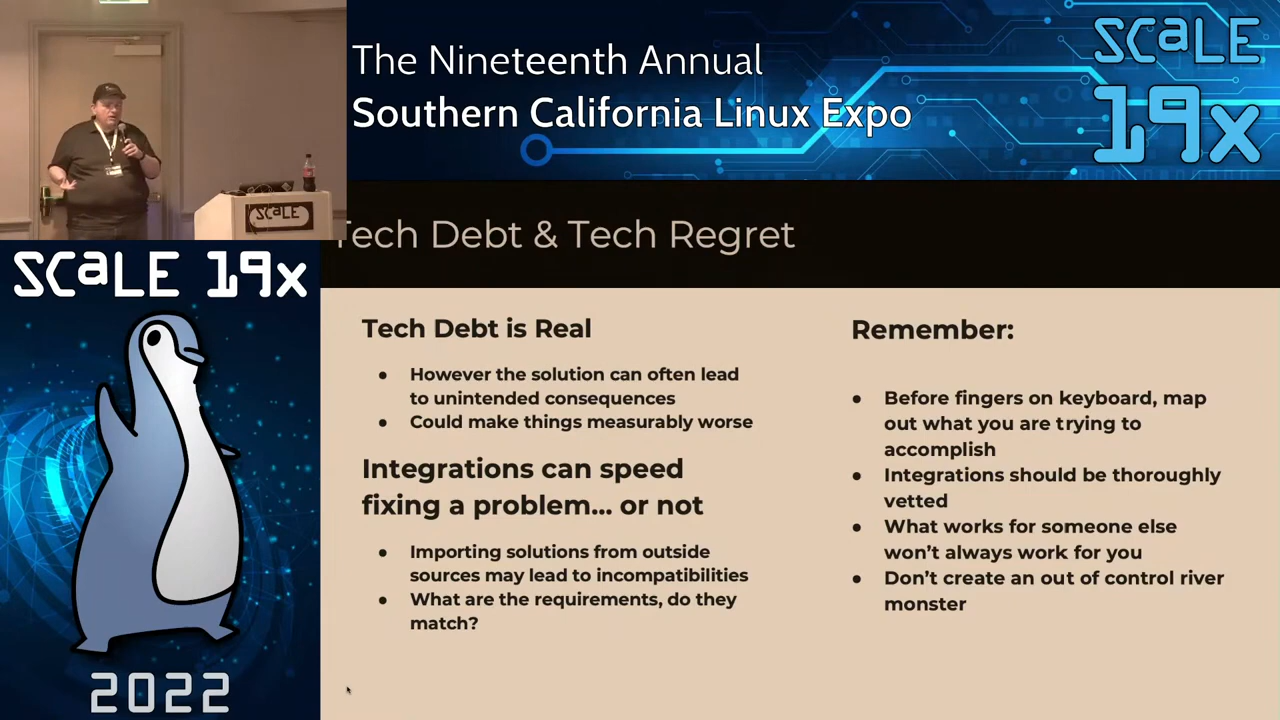 The Nineteenth Annual
Southern California Linux Expo
SCaLE
19x
SCaLE
SCaLE 19x
2022
Tech Debt & Tech Regret
Tech Debt is Real
● However the solution can often lead
to unintended consequences
● Could make things measurably worse
Integrations can speed
fixing a problem... or not
● Importing solutions from outside
sources may lead to incompatibilities
● What are the requirements, do they
match?
Remember:
● Before fingers on keyboard, map
out what you are trying to
accomplish
● Integrations should be thoroughly
vetted
● What works for someone else
won’t always work for you
● Don’t create an out of control river
monster